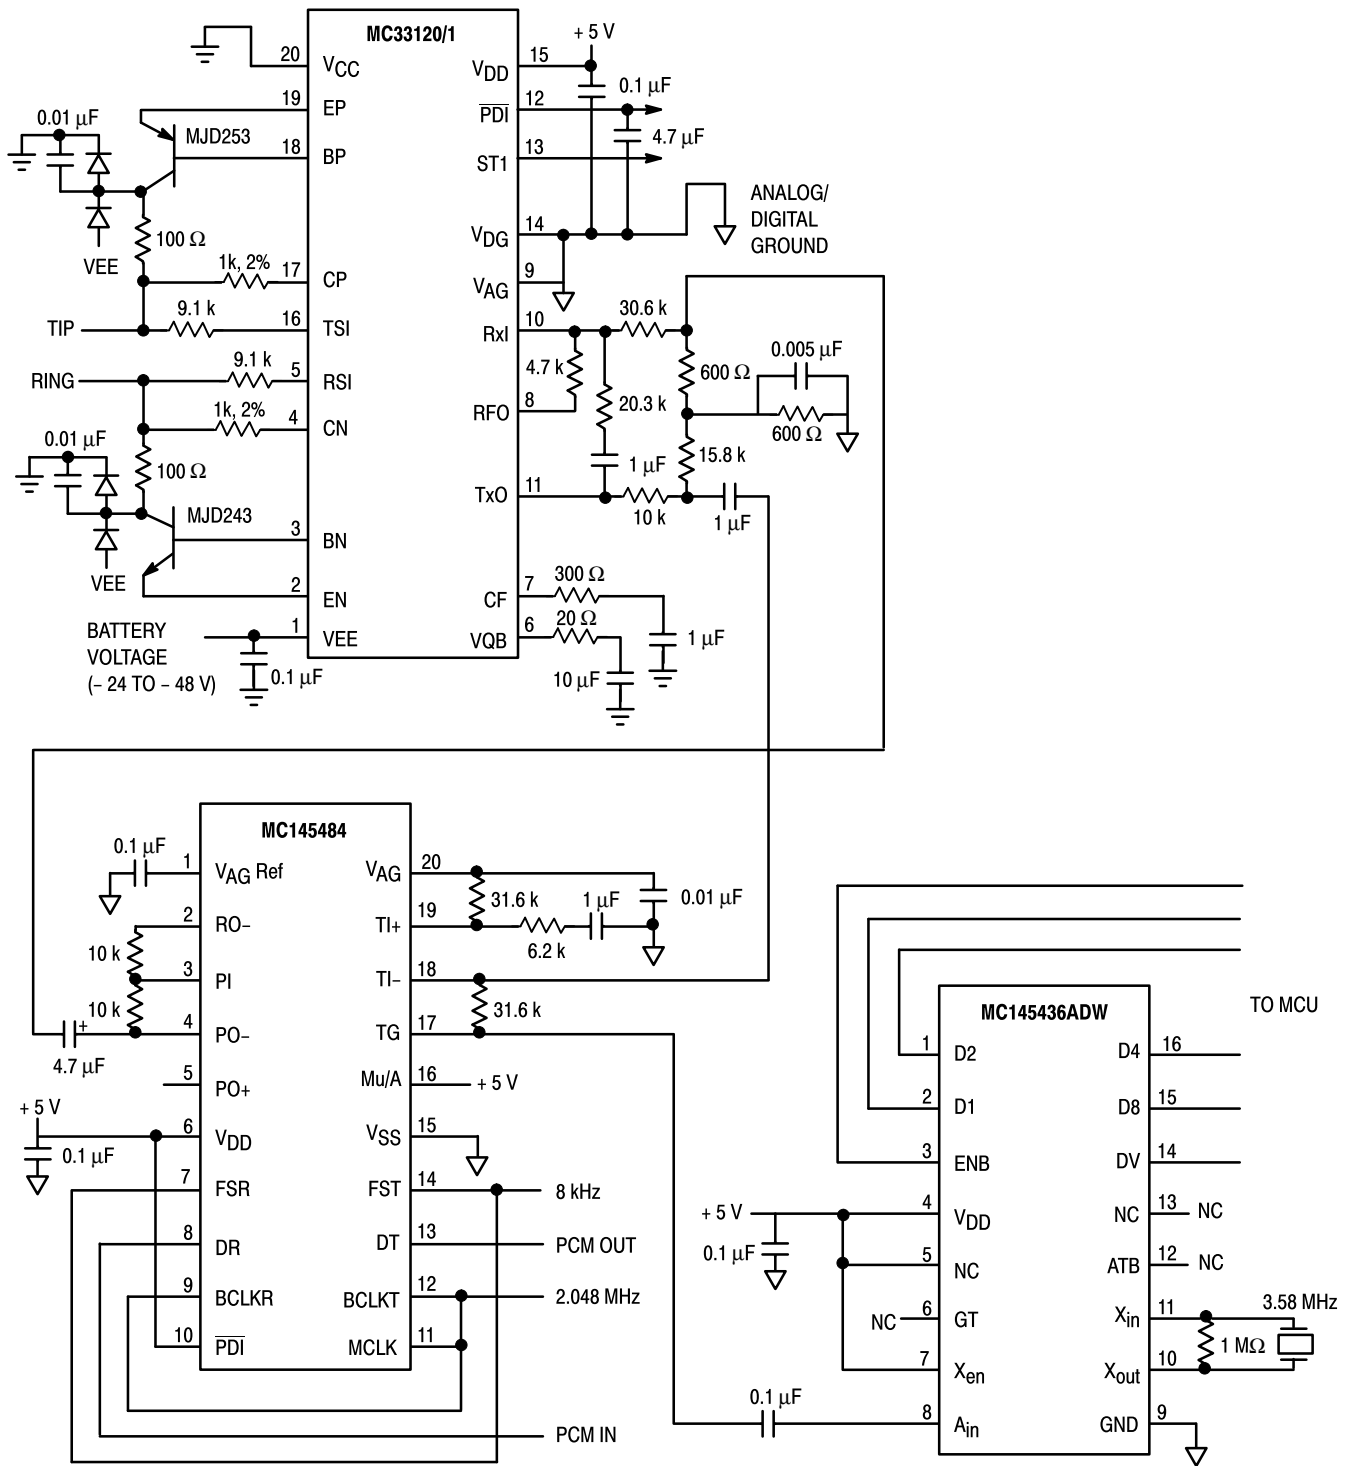 MC33120/1
20 VCC
19 EP
18 BP
17 CP
16 TSI
5 RSI
4 CN
3 BN
2 EN
1 VEE
VDD 15
PDI 12
ST1 13
VDG 14
VAG 9
RxI 10
RFO 8
TxO 11
CF 7
VQB 6
0.01 µF
MJD253
100 Ω
VEE
1k, 2%
9.1 k
TIP
RING
9.1 k
1k, 2%
0.01 µF
100 Ω
MJD243
VEE
BATTERY
VOLTAGE
(– 24 TO – 48 V)
0.1 µF
+ 5 V
0.1 µF
4.7 µF
ANALOG/
DIGITAL
GROUND
30.6 k
4.7 k
600 Ω
0.005 µF
20.3 k
600 Ω
1 µF
15.8 k
10 k
1 µF
300 Ω
20 Ω
1 µF
10 µF
MC145484
0.1 µF
1 VAG Ref
2 RO–
3 PI
4 PO–
5 PO+
6 VDD
7 FSR
8 DR
9 BCLKR
10 PDI
VAG 20
TI+ 19
TI– 18
TG 17
Mu/A 16
VSS 15
FST 14
DT 13
BCLKT 12
MCLK 11
10 k
10 k
+
4.7 µF
+ 5 V
0.1 µF
31.6 k
1 µF
0.01 µF
6.2 k
31.6 k
+ 5 V
8 kHz
PCM OUT
2.048 MHz
PCM IN
0.1 µF
MC145436ADW
TO MCU
1 D2
2 D1
3 ENB
4 VDD
5 NC
NC 6 GT
7 Xen
8 Ain
D4 16
D8 15
DV 14
NC 13 NC
ATB 12 NC
Xin 11
Xout 10
GND 9
+ 5 V
0.1 µF
3.58 MHz
1 MΩ